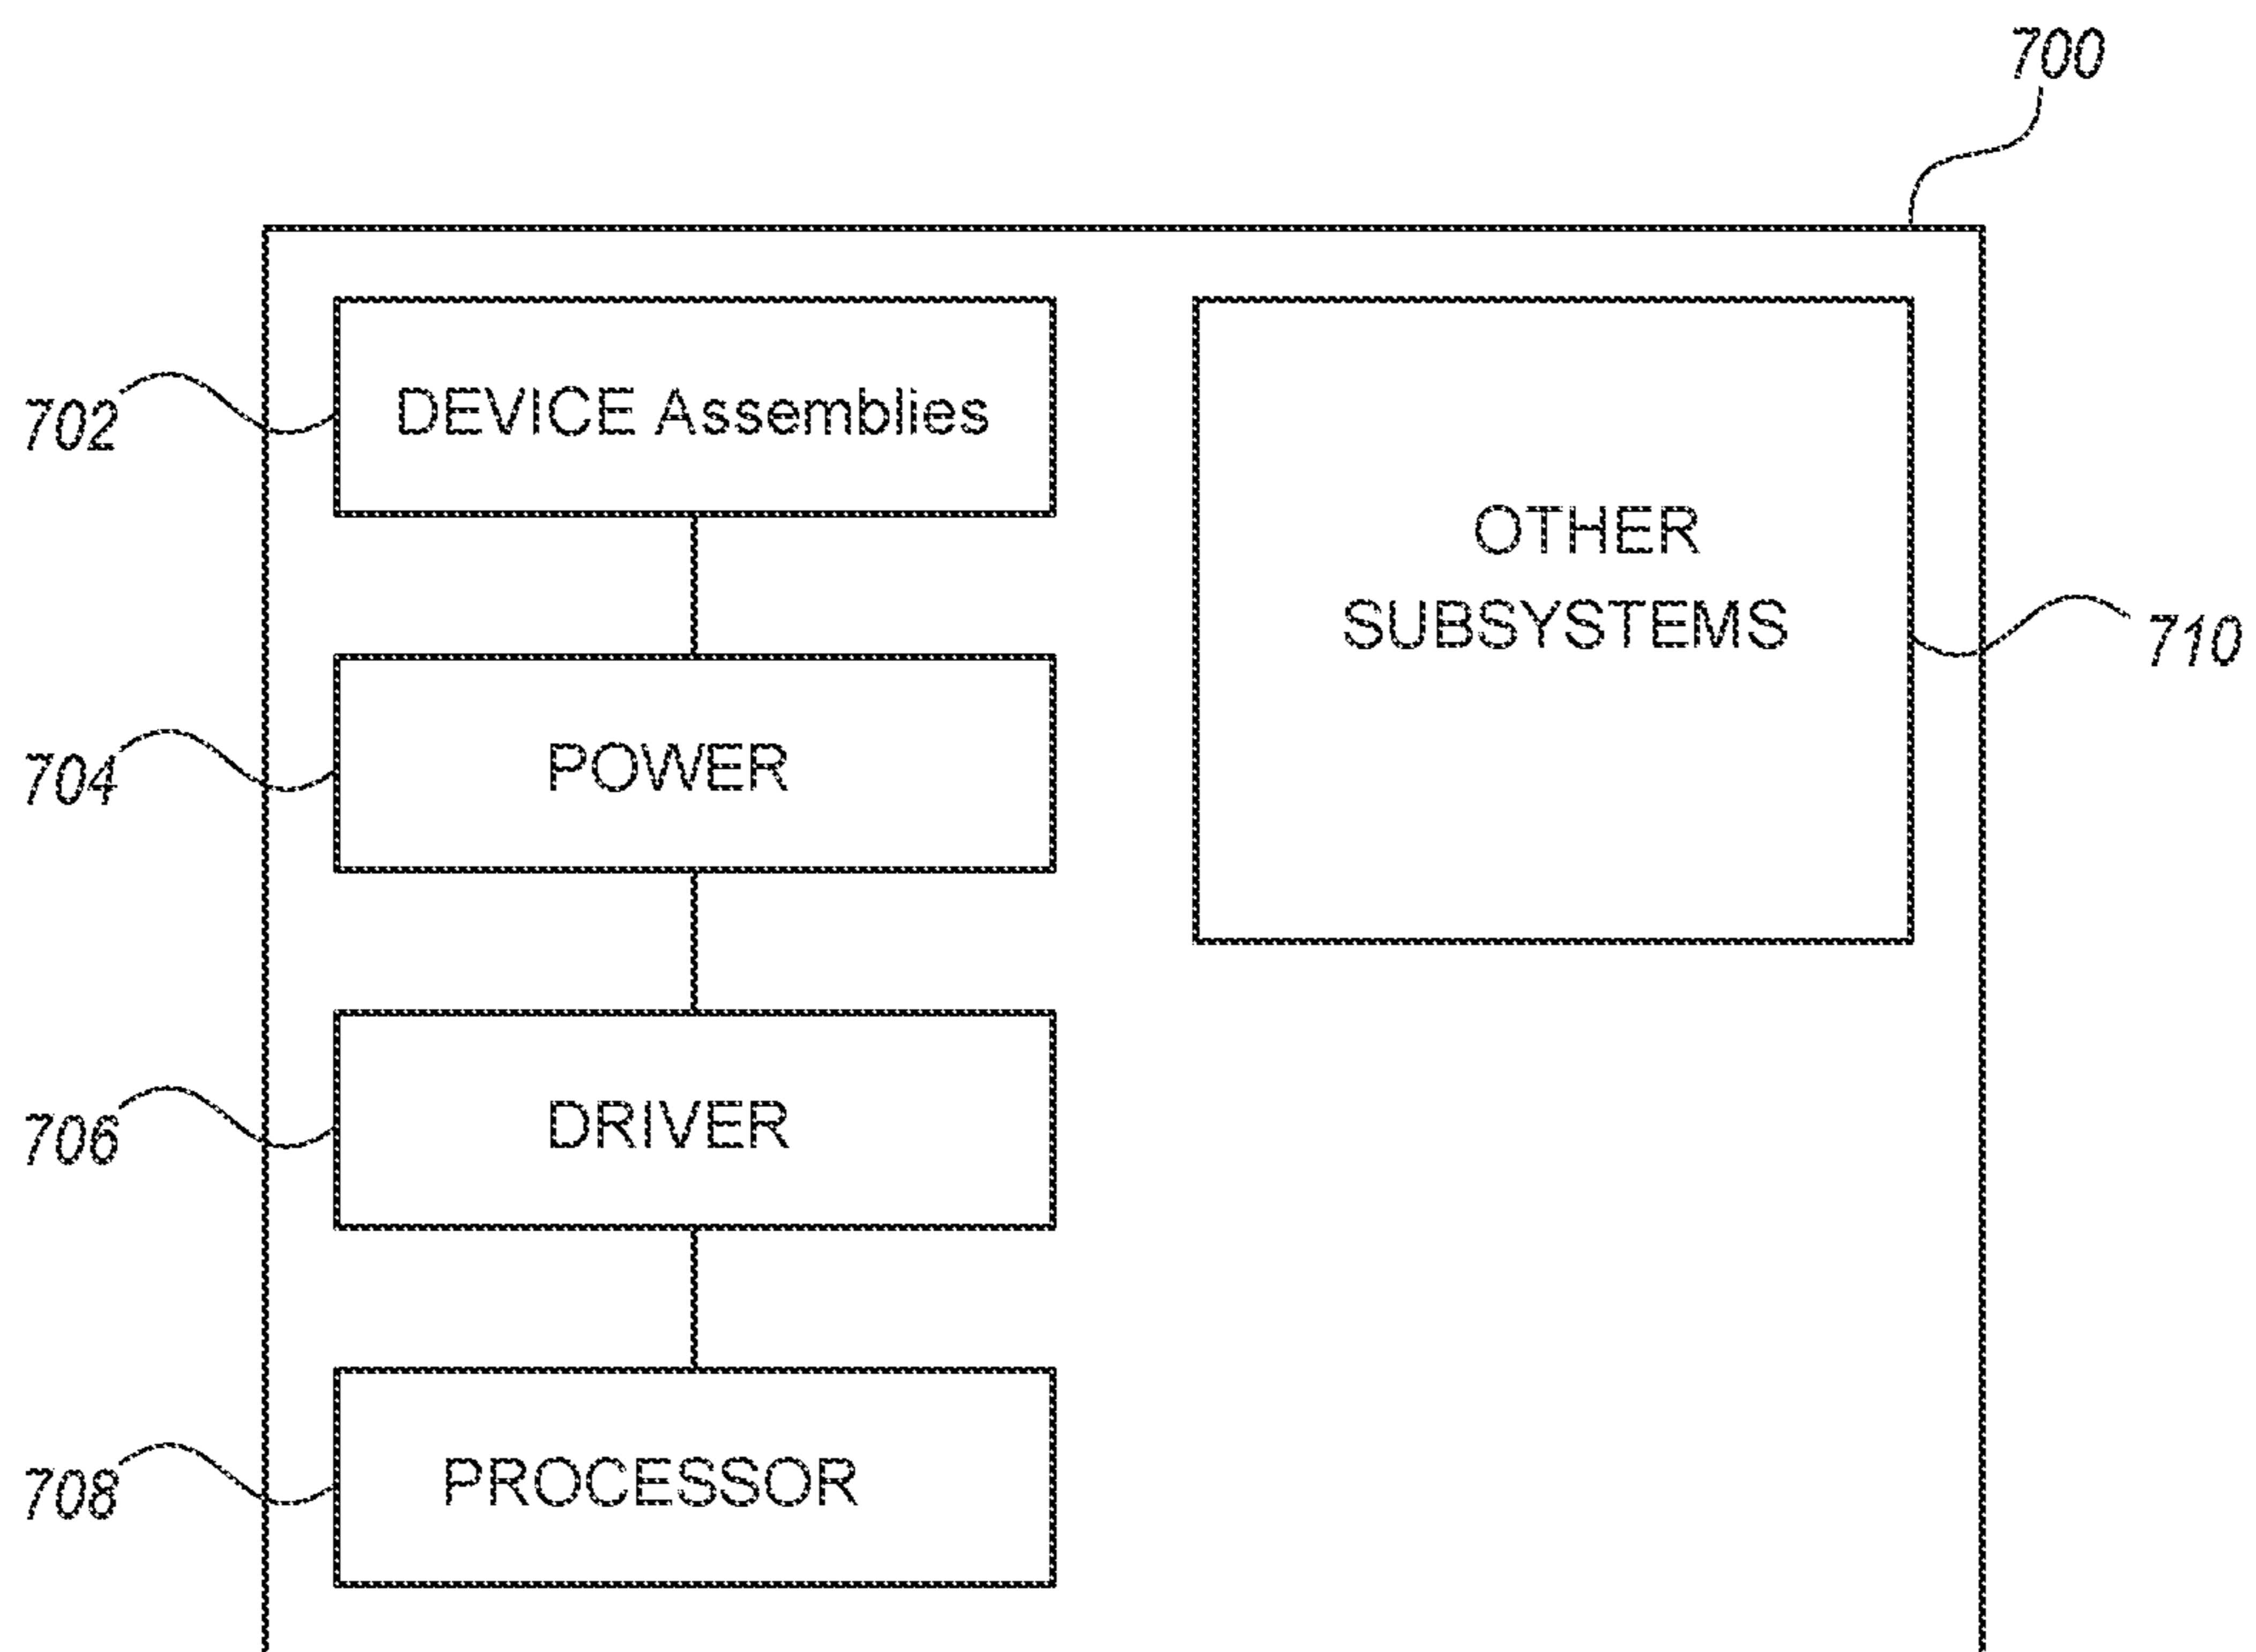 700
702
DEVICE Assemblies
OTHER
SUBSYSTEMS
710
704
POWER
706
DRIVER
708
PROCESSOR